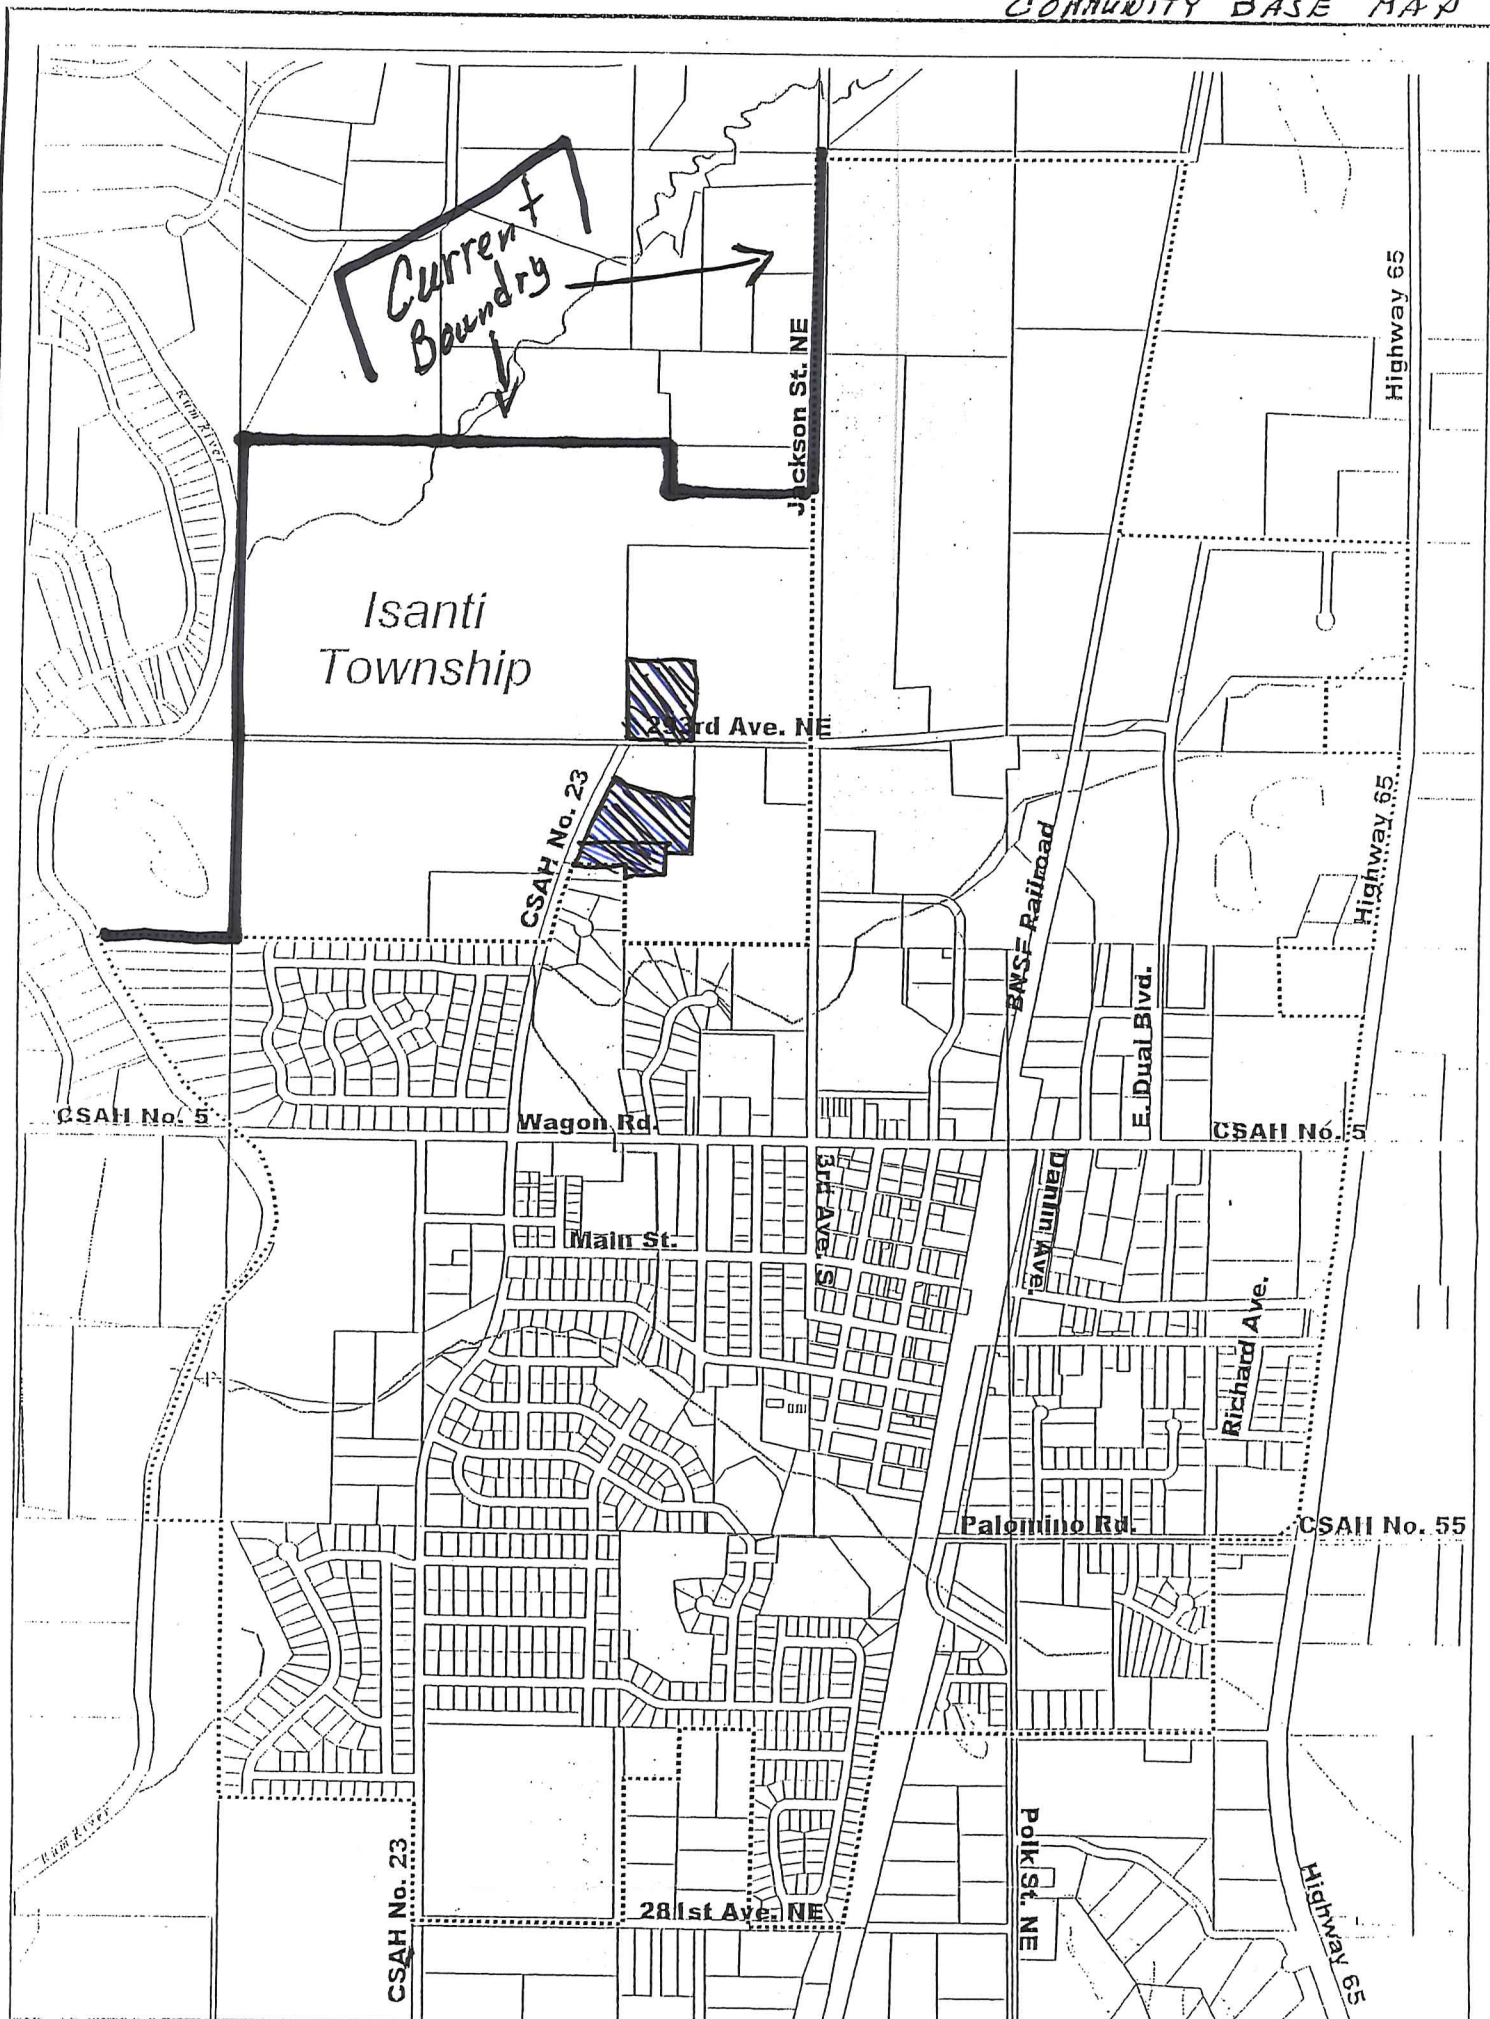 COMMUNITY BASE MAP
Current
Boundry
Highway 65
Jackson St. NE
Rum River
Isanti
Township
293rd Ave. NE
CSAH No. 23
Highway 65
BNSF Railroad
E. Dual Blvd.
CSAH No. 5
Wagon Rd.
CSAH No. 5
3rd Ave. S
Danlin Ave.
Main St.
Richard Ave.
Palomino Rd.
CSAH No. 55
Rum River
CSAH No. 23
281st Ave. NE
Polk St. NE
Highway 65